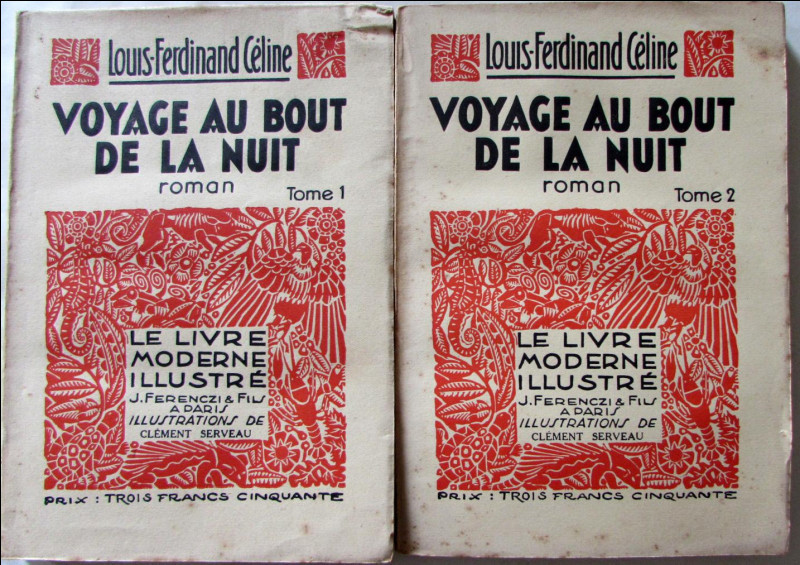 Louis-Ferdinand Céline
VOYAGE AU BOUT
DE LA NUIT
roman
Tome 1
LE LIVRE
MODERNE
ILLUSTRÉ
J. FERENCZI & FILS
A PARIS
ILLUSTRATIONS DE
CLÉMENT SERVEAU
PRIX : TROIS FRANCS CINQUANTE
Louis-Ferdinand Céline
VOYAGE AU BOUT
DE LA NUIT
roman
Tome 2
LE LIVRE
MODERNE
ILLUSTRÉ
J. FERENCZI & FILS
A PARIS
ILLUSTRATIONS DE
CLÉMENT SERVEAU
PRIX : TROIS FRANCS CINQUANTE